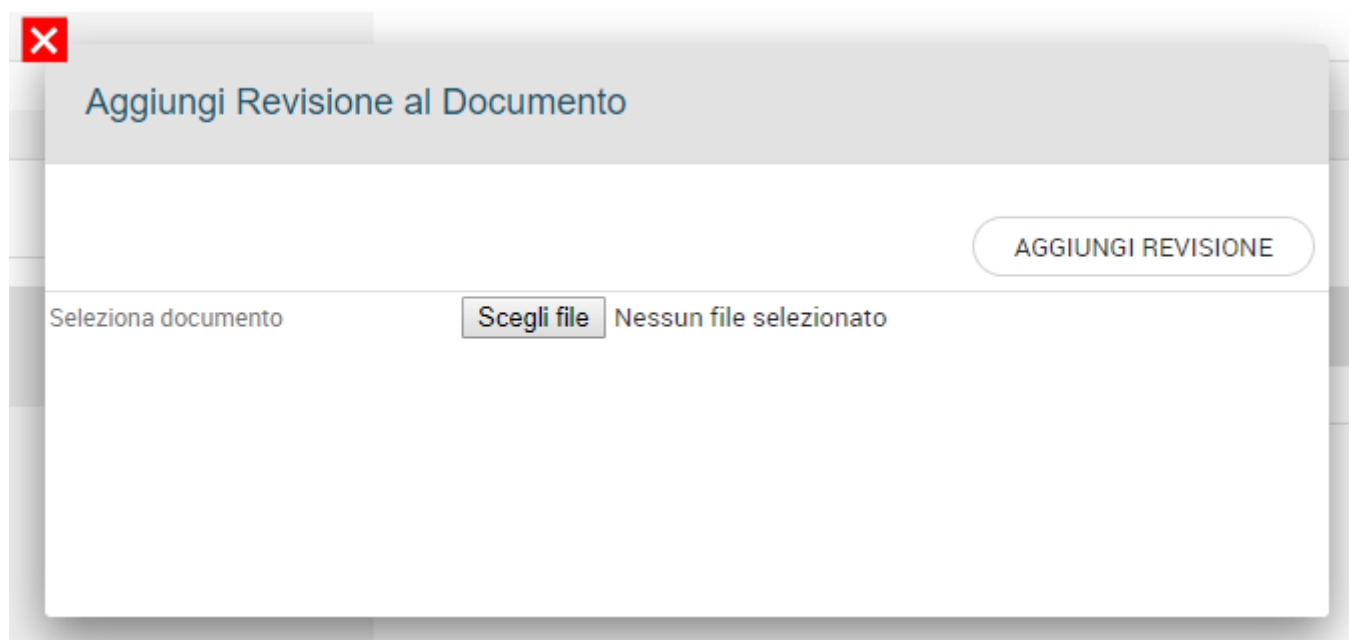 Aggiungi Revisione al Documento
AGGIUNGI REVISIONE
Seleziona documento Scegli file Nessun file selezionato